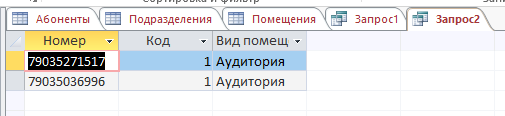 Абоненты Подразделения Помещения Запрос1 Запрос2
Номер Код Вид помещ
79035271517 1 Аудитория
79035036996 1 Аудитория